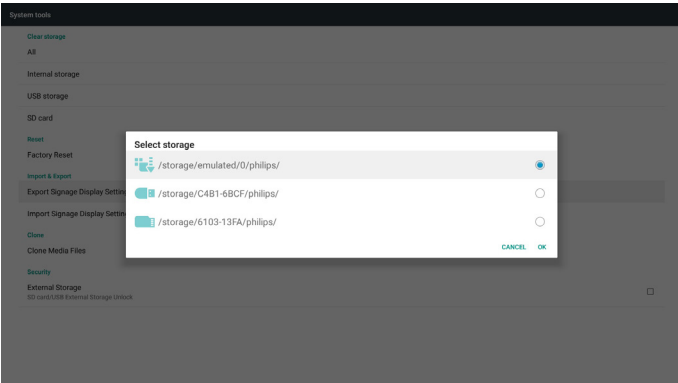 System tools
Clear storage
All
Internal storage
USB storage
SD card
Reset
Factory Reset
Import & Export
Export Signage Display Settin
Import Signage Display Settin
Clone
Clone Media Files
Security
External Storage
SD card/USB External Storage Unlock
Select storage
/storage/emulated/0/philips/
/storage/C4B1-6BCF/philips/
/storage/6103-13FA/philips/
CANCEL OK